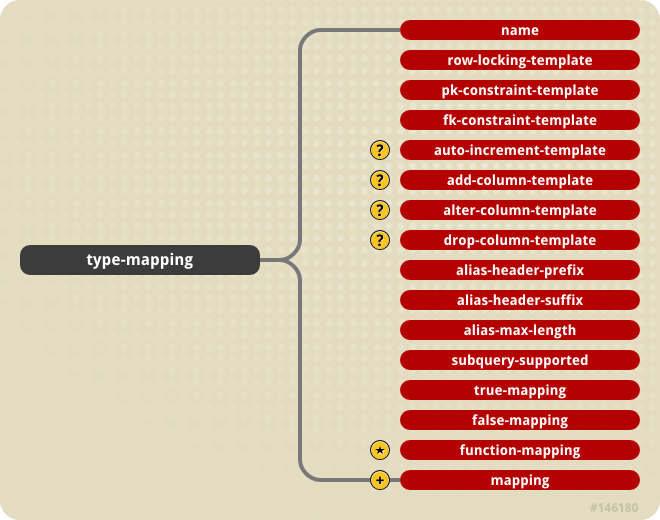 name
row-locking-template
pk-constraint-template
fk-constraint-template
? auto-increment-template
? add-column-template
? alter-column-template
? drop-column-template
type-mapping
alias-header-prefix
alias-header-suffix
alias-max-length
subquery-supported
true-mapping
false-mapping
★ function-mapping
+ mapping
#146180